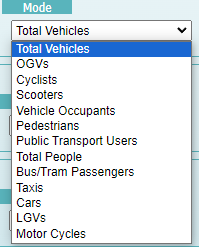 Mode
Total Vehicles
Total Vehicles
OGVs
Cyclists
Scooters
Vehicle Occupants
Pedestrians
Public Transport Users
Total People
Bus/Tram Passengers
Taxis
Cars
LGVs
Motor Cycles